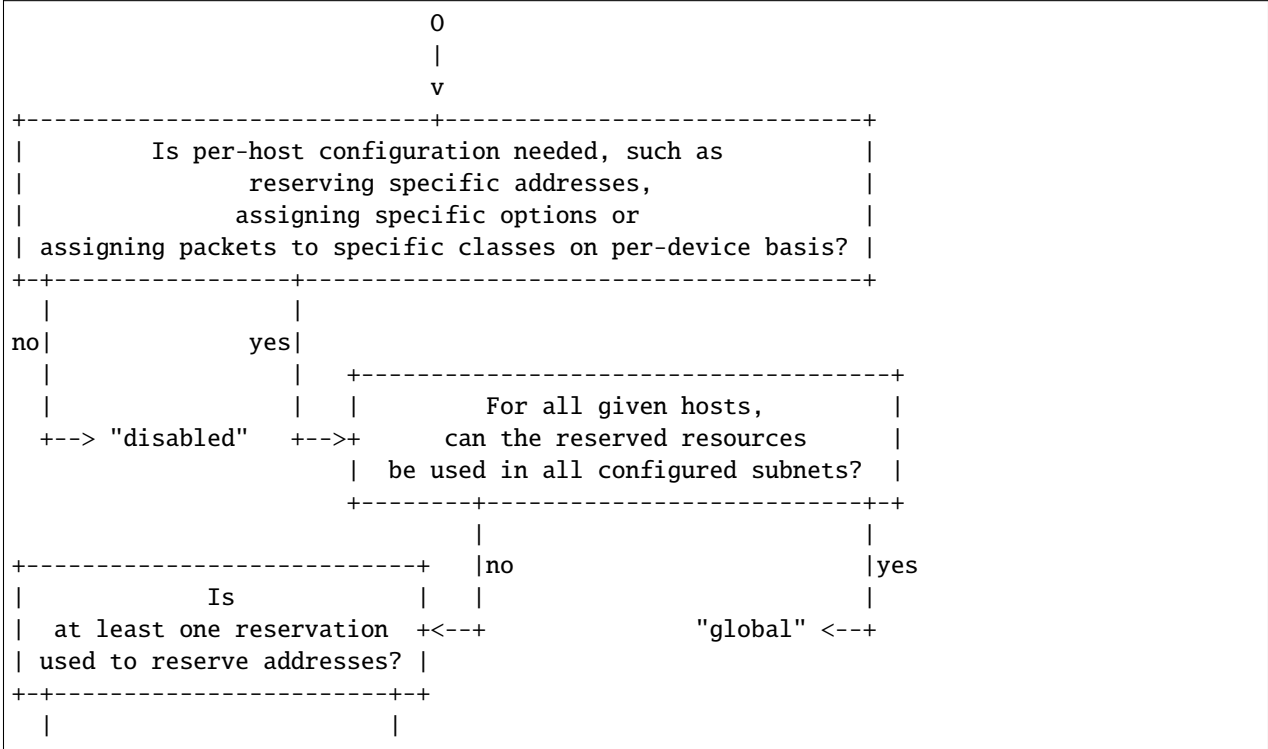 O
                              |
                              v
+-----------------------------+------------------------------+
|         Is per-host configuration needed, such as          |
|                reserving specific addresses,               |
|               assigning specific options or                |
| assigning packets to specific classes on per-device basis? |
+-+-----------------+----------------------------------------+
  |                 |
no|              yes|
  |                 |   +--------------------------------------+
  |                 |   |         For all given hosts,         |
  +--> "disabled"   +-->+      can the reserved resources      |
                        |  be used in all configured subnets?  |
                        +--------+---------------------------+-+
                                 |                           |
+----------------------------+   |no                         |yes
|             Is             |   |                           |
|  at least one reservation  +<--+               "global" <--+
| used to reserve addresses? |
+-+------------------------+-+
  |                        |